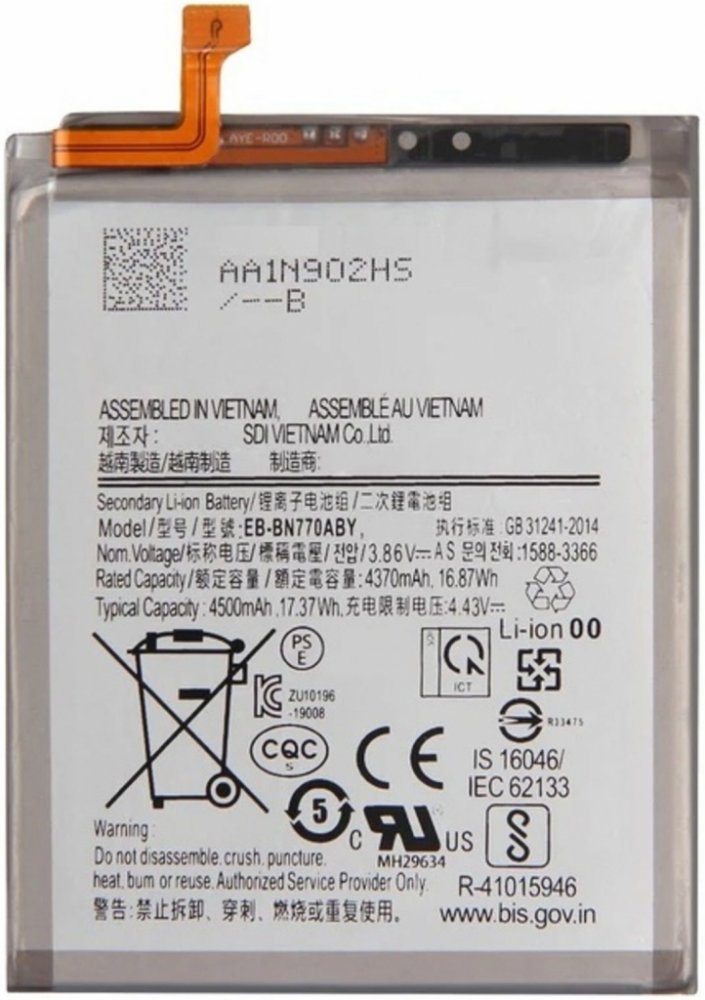 AYE-R00
AA1N902HS
/--B
ASSEMBLED IN VIETNAM, ASSEMBLÉ AU VIETNAM
제조자: SDI VIETNAM Co.,Ltd.
越南製造/越南制造 制造商:
Secondary Li-ion Battery/锂离子电池组/二次鋰電池組
Model/型号/型號:EB-BN770ABY, 执行标准:GB 31241-2014
Nom.Voltage/标称电压/標稱電壓/전압/3.86V⎓ A S 문의 전화:1588-3366
Rated Capacity/额定容量/額定容量:4370mAh, 16.87Wh
Typical Capacity: 4500mAh ,17.37Wh, 充电限制电压:4.43V⎓
Li-ion 00
PS
E
ICT
ZU10196
-19008
R33475
CQC
S
CE
IS 16046/
IEC 62133
5
C US
MH29634
Warning:
Do not disassemble, crush, puncture,
heat, burn or reuse. Authorized Service Provider Only.
警告:禁止拆卸、穿刺、燃烧或重复使用。
R-41015946
www.bis.gov.in